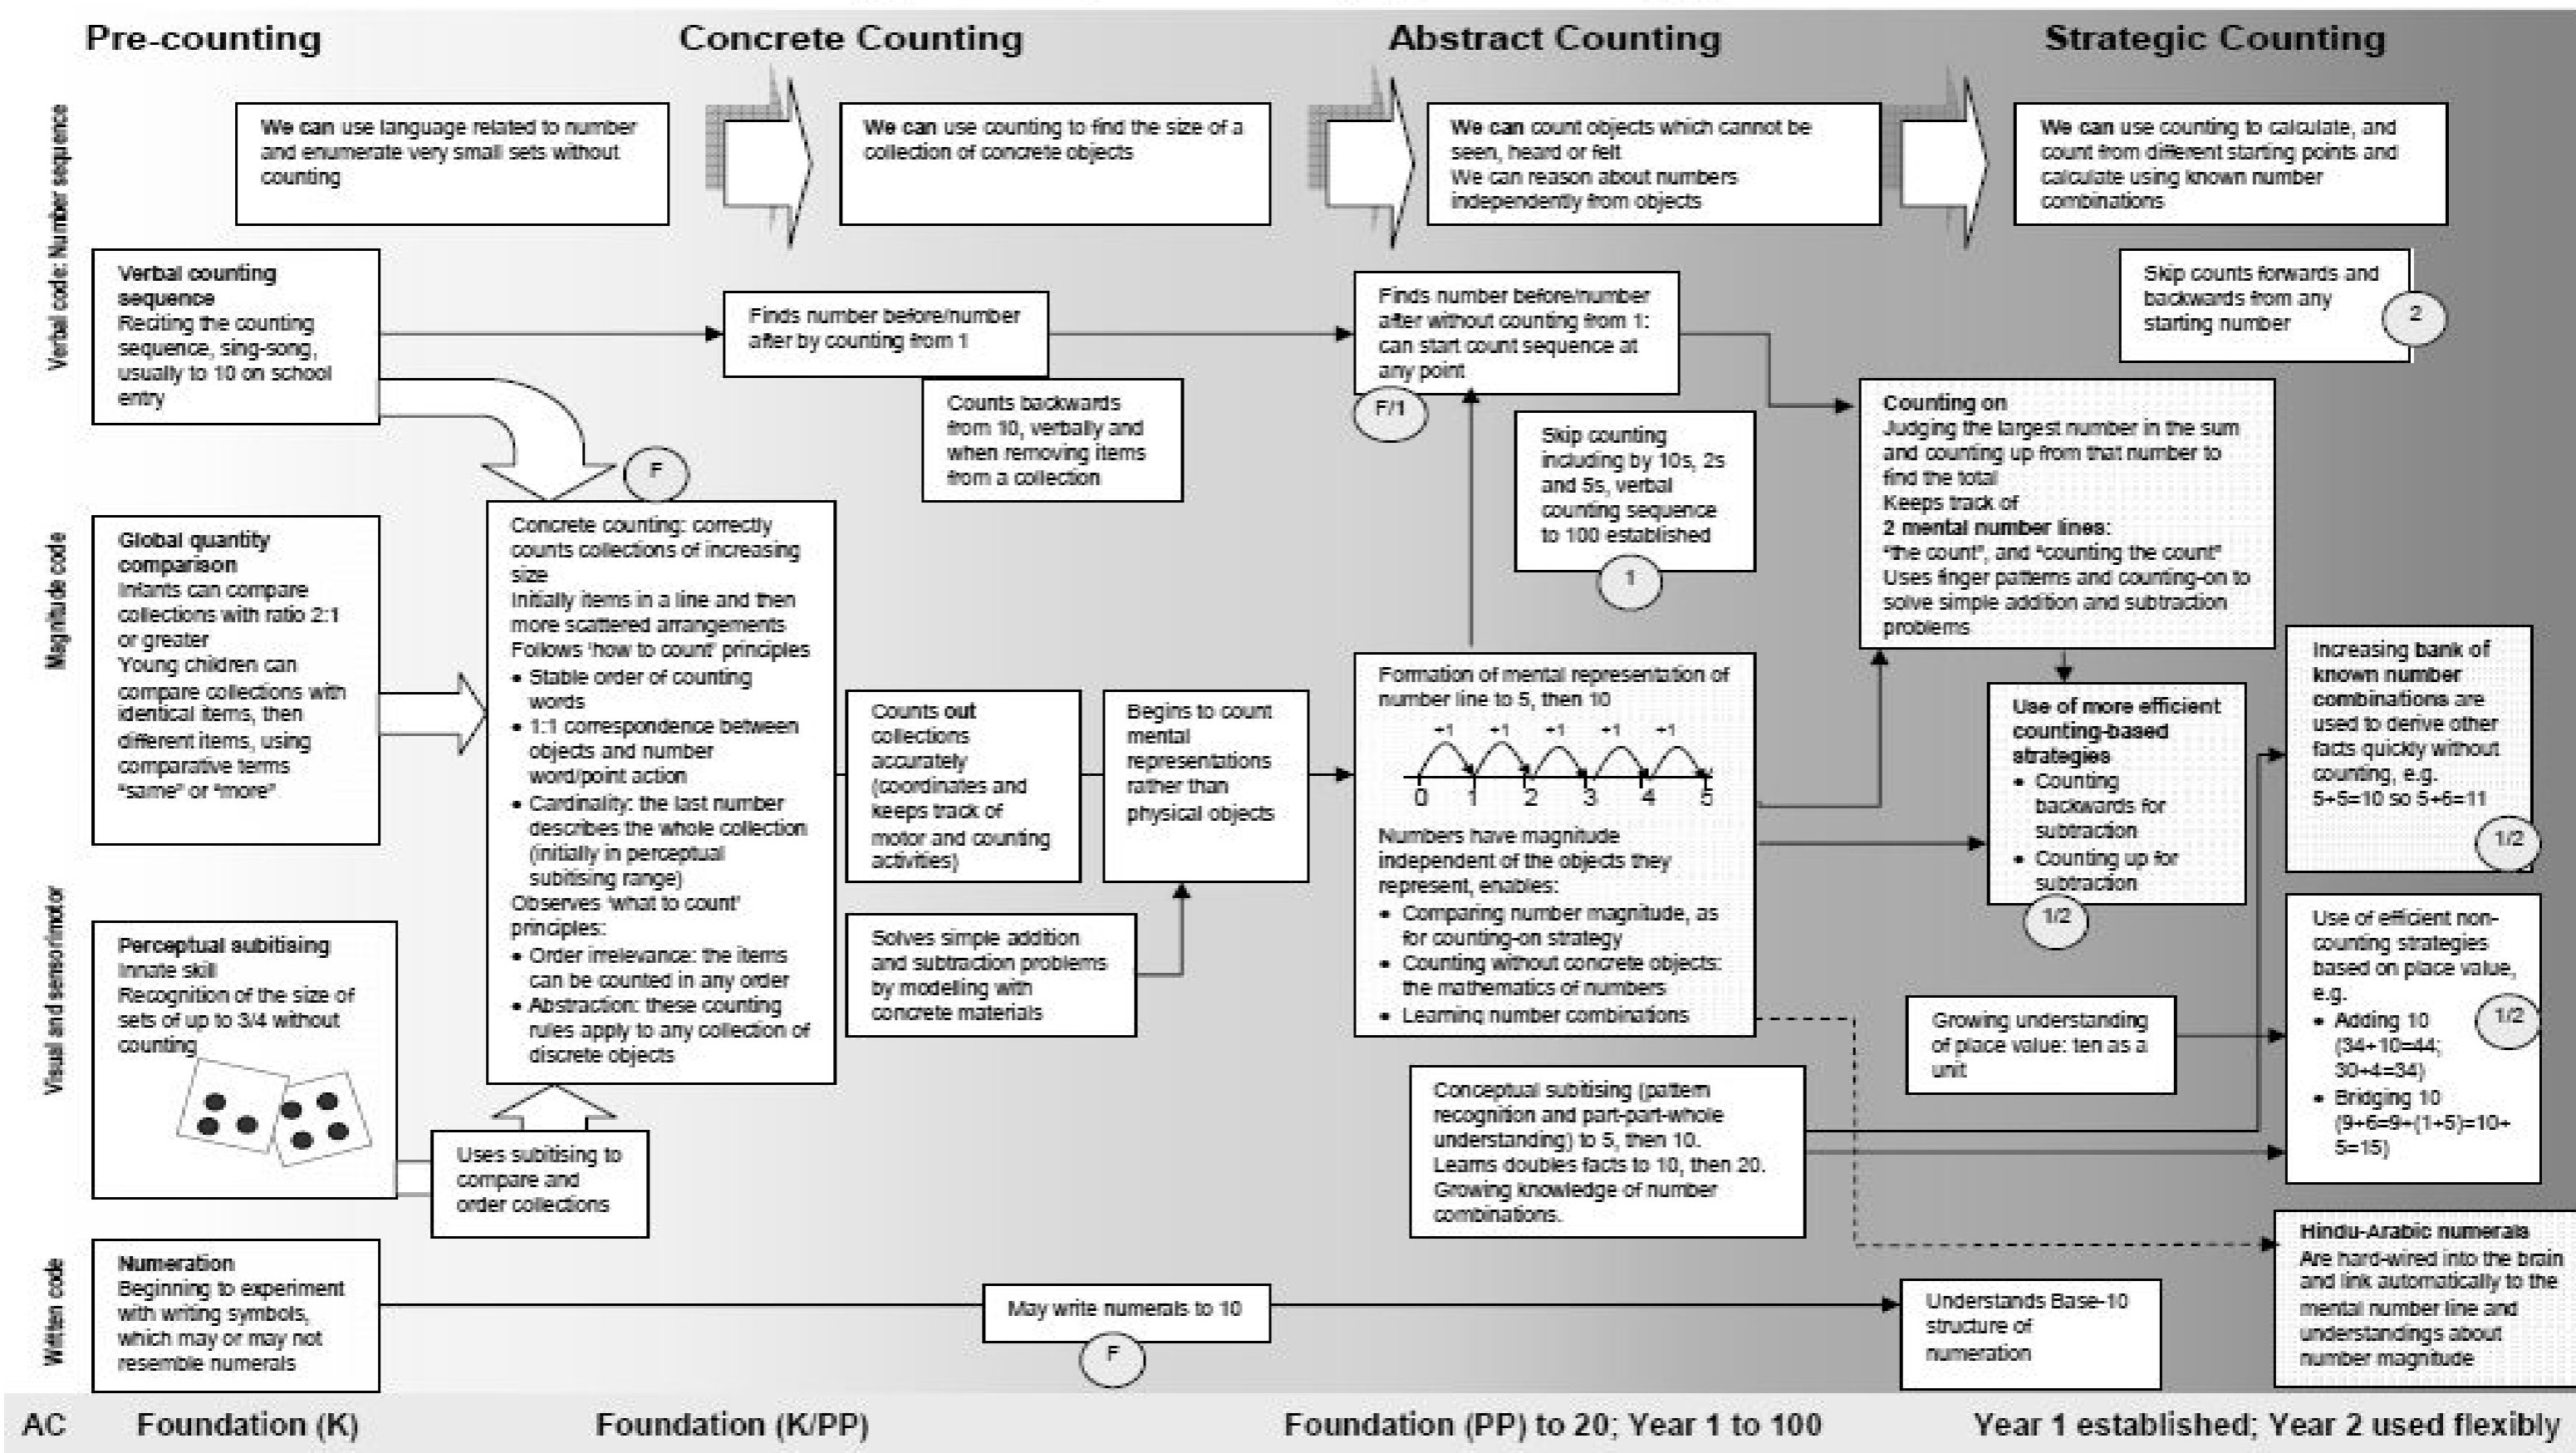 Pre-counting
Concrete Counting
Abstract Counting
Strategic Counting
Verbal code: Number sequence
We can use language related to number
and enumerate very small sets without
counting
We can use counting to find the size of a
collection of concrete objects
We can count objects which cannot be
seen, heard or felt
We can reason about numbers
independently from objects
We can use counting to calculate, and
count from different starting points and
calculate using known number
combinations
Verbal counting
sequence
Reciting the counting
sequence, sing-song,
usually to 10 on school
entry
Finds number before/number
after by counting from 1
Counts backwards
from 10, verbally and
when removing items
from a collection
Finds number before/number
after without counting from 1:
can start count sequence at
any point
F/1
Skip counting
including by 10s, 2s
and 5s, verbal
counting sequence
to 100 established
1
Skip counts forwards and
backwards from any
starting number
2
Counting on
Judging the largest number in the sum
and counting up from that number to
find the total
Keeps track of
2 mental number lines:
"the count", and "counting the count"
Uses finger patterns and counting-on to
solve simple addition and subtraction
problems
Magnitude code
Global quantity
comparison
Infants can compare
collections with ratio 2:1
or greater
Young children can
compare collections with
identical items, then
different items, using
comparative terms
"same" or "more"
F
Concrete counting: correctly
counts collections of increasing
size
Initially items in a line and then
more scattered arrangements
Follows 'how to count' principles
• Stable order of counting
words
• 1:1 correspondence between
objects and number
word/point action
• Cardinality: the last number
describes the whole collection
(initially in perceptual
subitising range)
Observes 'what to count'
principles:
• Order irrelevance: the items
can be counted in any order
• Abstraction: these counting
rules apply to any collection of
discrete objects
Counts out
collections
accurately
(coordinates and
keeps track of
motor and counting
activities)
Begins to count
mental
representations
rather than
physical objects
Solves simple addition
and subtraction problems
by modelling with
concrete materials
Formation of mental representation of
number line to 5, then 10
+1 +1 +1 +1 +1
0 1 2 3 4 5
Numbers have magnitude
independent of the objects they
represent, enables:
• Comparing number magnitude, as
for counting-on strategy
• Counting without concrete objects:
the mathematics of numbers
• Learning number combinations
Use of more efficient
counting-based
strategies
• Counting
backwards for
subtraction
• Counting up for
subtraction
1/2
Increasing bank of
known number
combinations are
used to derive other
facts quickly without
counting, e.g.
5+5=10 so 5+6=11
1/2
Visual and sensorimotor
Perceptual subitising
Innate skill
Recognition of the size of
sets of up to 3/4 without
counting
Uses subitising to
compare and
order collections
Conceptual subitising (pattern
recognition and part-part-whole
understanding) to 5, then 10.
Learns doubles facts to 10, then 20.
Growing knowledge of number
combinations.
Growing understanding
of place value: ten as a
unit
Use of efficient non-
counting strategies
based on place value,
e.g.
• Adding 10
(34+10=44;
30+4=34)
• Bridging 10
(9+6=9+(1+5)=10+
5=15)
1/2
Written code
Numeration
Beginning to experiment
with writing symbols,
which may or may not
resemble numerals
May write numerals to 10
F
Understands Base-10
structure of
numeration
Hindu-Arabic numerals
Are hard-wired into the brain
and link automatically to the
mental number line and
understandings about
number magnitude
AC
Foundation (K)
Foundation (K/PP)
Foundation (PP) to 20; Year 1 to 100
Year 1 established; Year 2 used flexibly